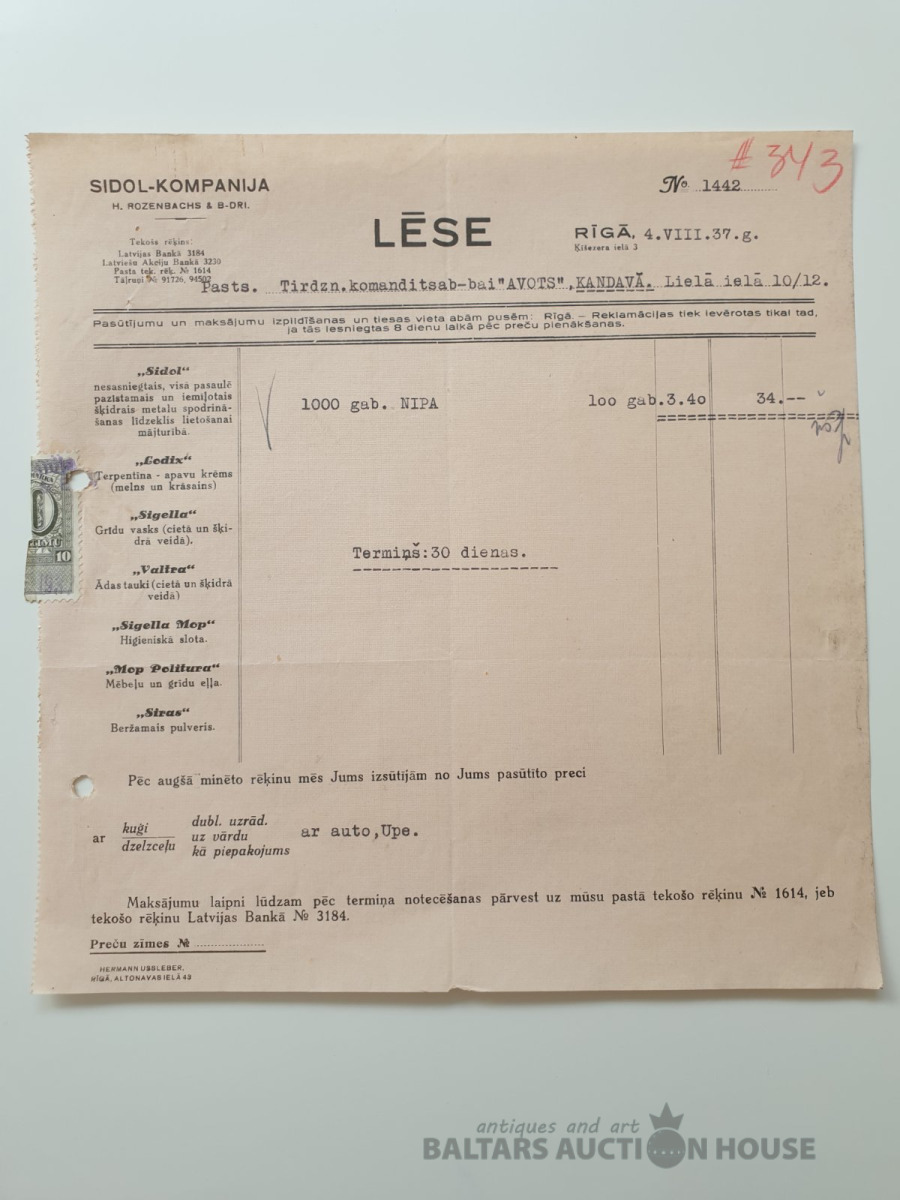 # 343
SIDOL-KOMPANIJA
H. ROZENBACHS & B-DRI.
№ 1442
LĒSE
RĪGĀ, 4.VIII.37.g.
Ķīšezera ielā 3
Tekoša rēķins:
Latvijas Bankā 3184
Latviešu Akciju Bankā 3230
Pasta tek. rēķ. № 1614
Tālruņi № 91726, 94507
Pasts. Tirdzn.komanditsab-bai"AVOTS",KANDAVĀ. Lielā ielā 10/12.
Pasūtījumu un maksājumu izpildīšanas un tiesas vieta abām pusēm: Rīgā. — Reklamācijas tiek ievērotas tikai tad,
ja tās iesniegtas 8 dienu laikā pēc preču pienākšanas.
„Sidol“
nesasniegtais, visā pasaulē
pazīstamais un iemīļotais
šķidrais metalu spodrinā-
šanas līdzeklis lietošanai
mājturībā.
1000 gab. NIPA 100 gab.3.40 34.--
„Lodix“
Terpentīna - apavu krēms
(melns un krāsains)
„Sigella“
Grīdu vasks (cietā un šķi-
drā veidā).
Termiņš:30 dienas.
10
„Valtra“
Ādas tauki (cietā un šķidrā
veidā)
„Sigella Mop“
Higieniskā slota.
„Mop Politura“
Mēbeļu un grīdu eļļa.
„Siras“
Beržamais pulveris.
Pēc augšā minēto rēķinu mēs Jums izsūtījām no Jums pasūtīto preci
ar kuģi dzelzceļu
dubl. uzrād.
uz vārdu
kā piepakojums
ar auto,Upe.
Maksājumu laipni lūdzam pēc termiņa notecēšanas pārvest uz mūsu pastā tekošo rēķinu № 1614, jeb
tekošo rēķinu Latvijas Bankā № 3184.
Preču zīmes №
HERMANN USSLEBER,
RĪGĀ, ALTONAVAS IELĀ 43
antiques and art
BALTARS AUCTION HOUSE